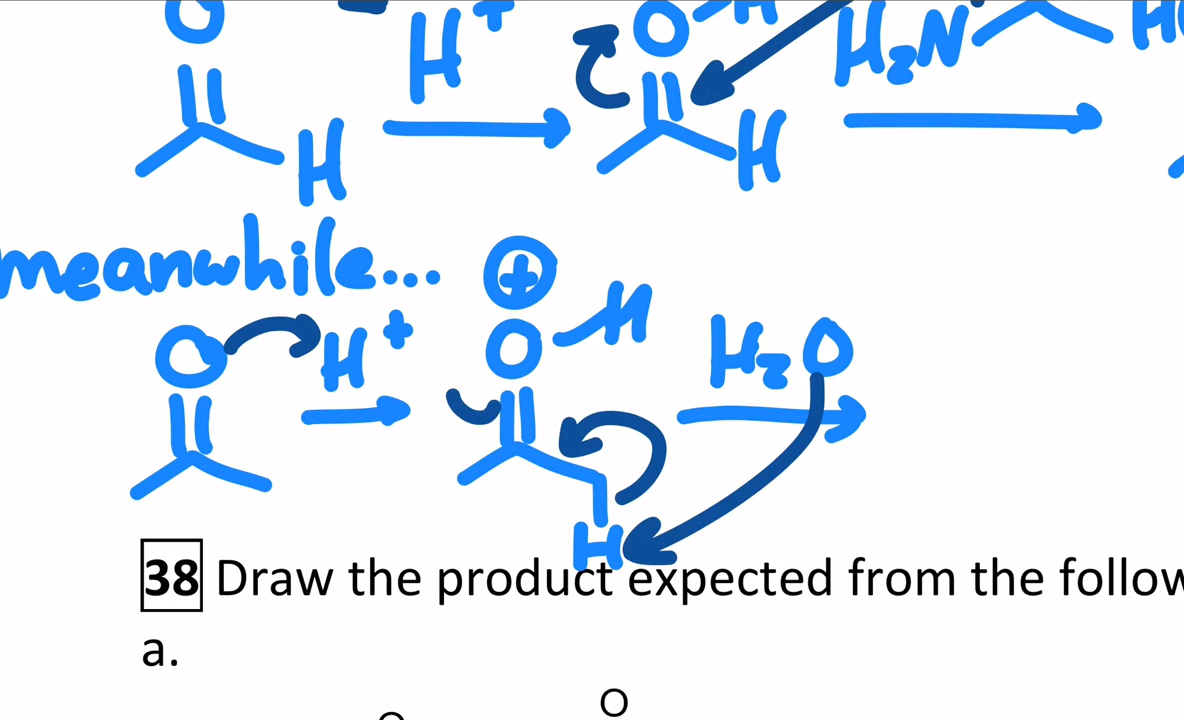 O H⁺ O H H₂N H
H H
meanwhile... +
O H⁺ O H H₂O
H
38 Draw the product expected from the follow
a.
O O